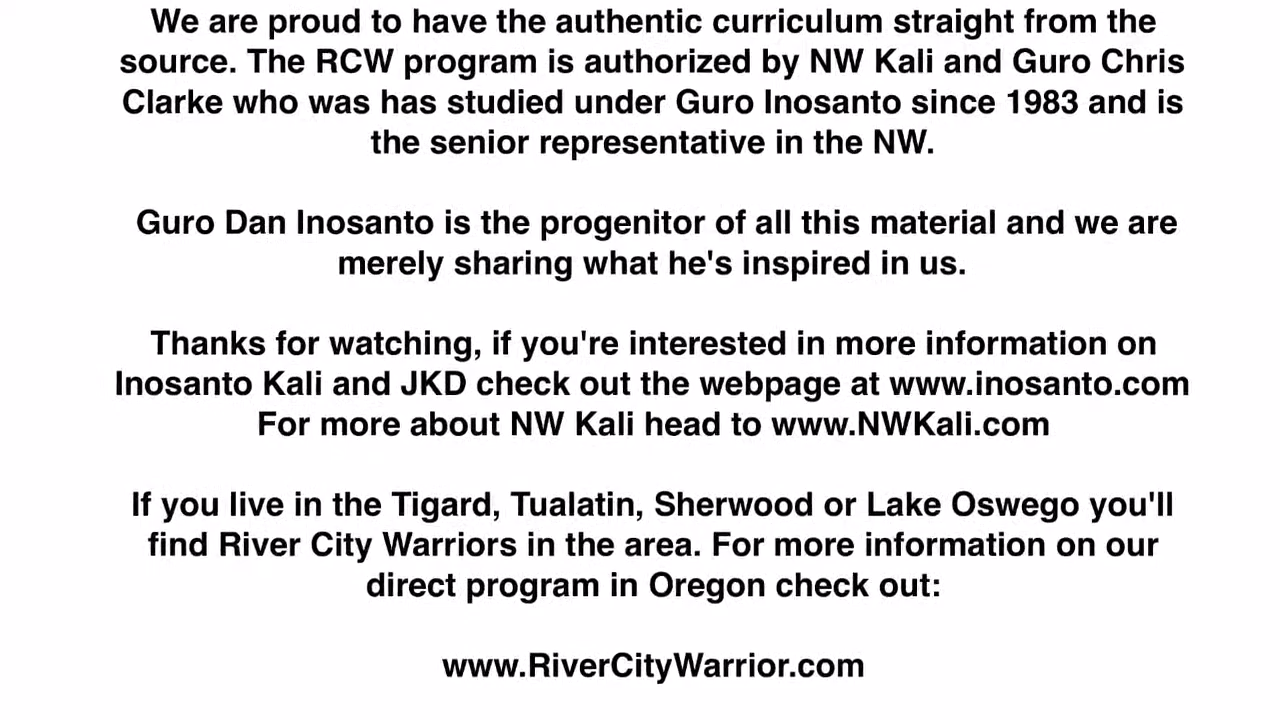 We are proud to have the authentic curriculum straight from the
source. The RCW program is authorized by NW Kali and Guro Chris
Clarke who was has studied under Guro Inosanto since 1983 and is
the senior representative in the NW.
Guro Dan Inosanto is the progenitor of all this material and we are
merely sharing what he's inspired in us.
Thanks for watching, if you're interested in more information on
Inosanto Kali and JKD check out the webpage at www.inosanto.com
For more about NW Kali head to www.NWKali.com
If you live in the Tigard, Tualatin, Sherwood or Lake Oswego you'll
find River City Warriors in the area. For more information on our
direct program in Oregon check out:
www.RiverCityWarrior.com